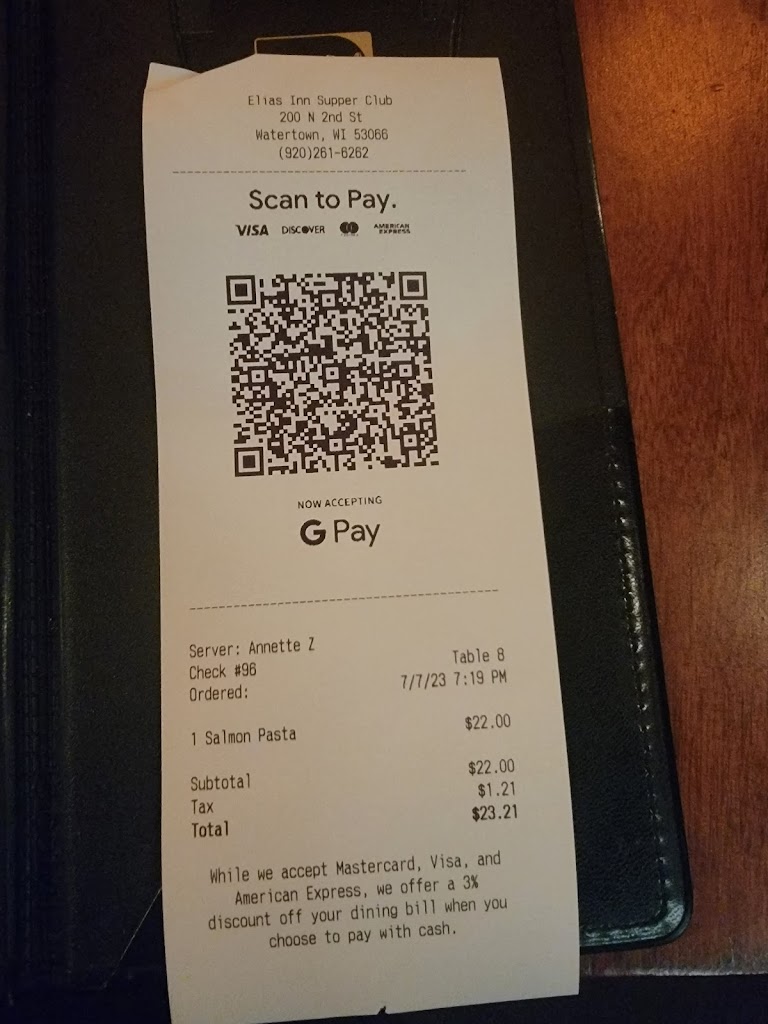 Elias Inn Supper Club
200 N 2nd St
Watertown, WI 53066
(920)261-6262
Scan to Pay.
VISA DISCOVER AMERICAN EXPRESS
NOW ACCEPTING
G Pay
Server: Annette Z
Check #96 Table 8
Ordered: 7/7/23 7:19 PM
1 Salmon Pasta $22.00
Subtotal $22.00
Tax $1.21
Total $23.21
While we accept Mastercard, Visa, and
American Express, we offer a 3%
discount off your dining bill when you
choose to pay with cash.